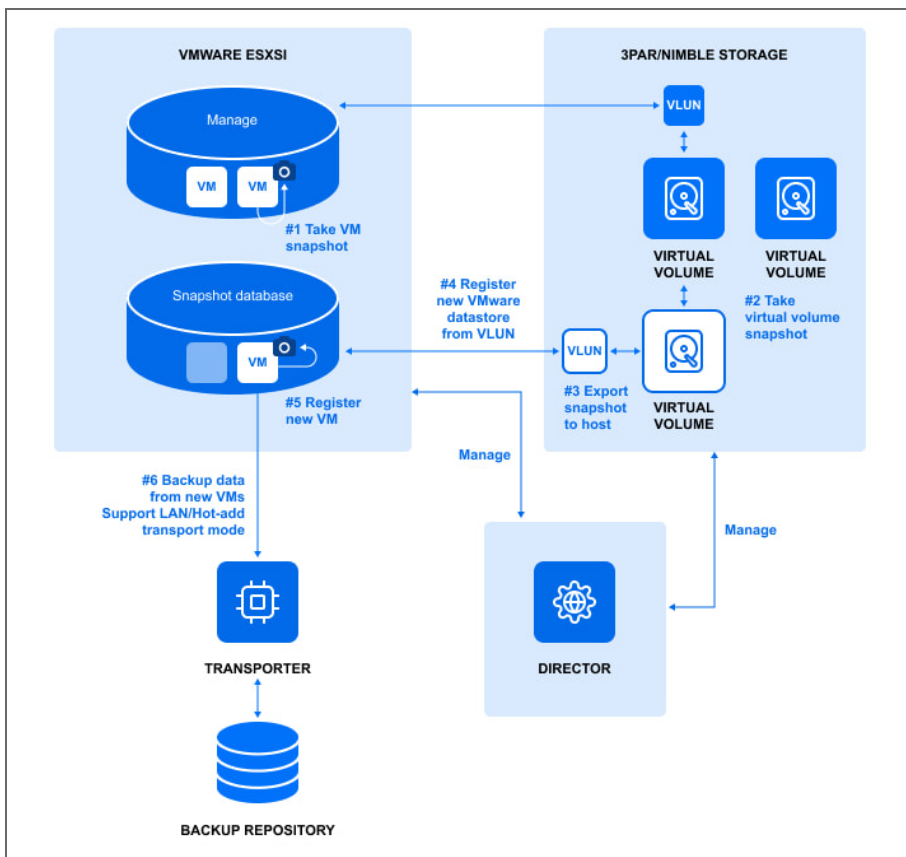 VMWARE ESXSI
3PAR/NIMBLE STORAGE
Manage
VLUN
VM
VM
#1 Take VM
snapshot
VIRTUAL
VOLUME
VIRTUAL
VOLUME
Snapshot database
#4 Register
new VMware
datastore
from VLUN
#2 Take
virtual volume
snapshot
VLUN
VM
#5 Register
new VM
#3 Export
snapshot
to host
VIRTUAL
VOLUME
Manage
#6 Backup data
from new VMs
Support LAN/Hot-add
transport mode
Manage
TRANSPORTER
DIRECTOR
BACKUP REPOSITORY